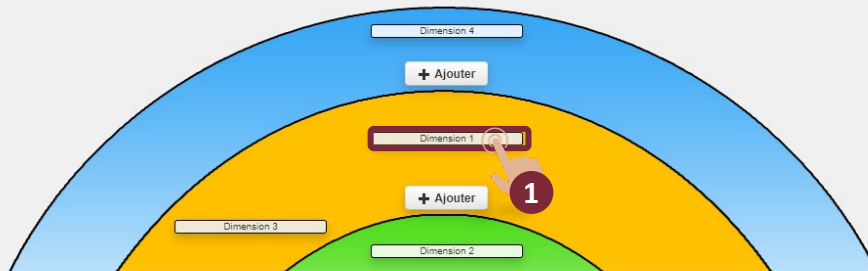 Dimension 4
+ Ajouter
Dimension 1
1
+ Ajouter
Dimension 3
Dimension 2